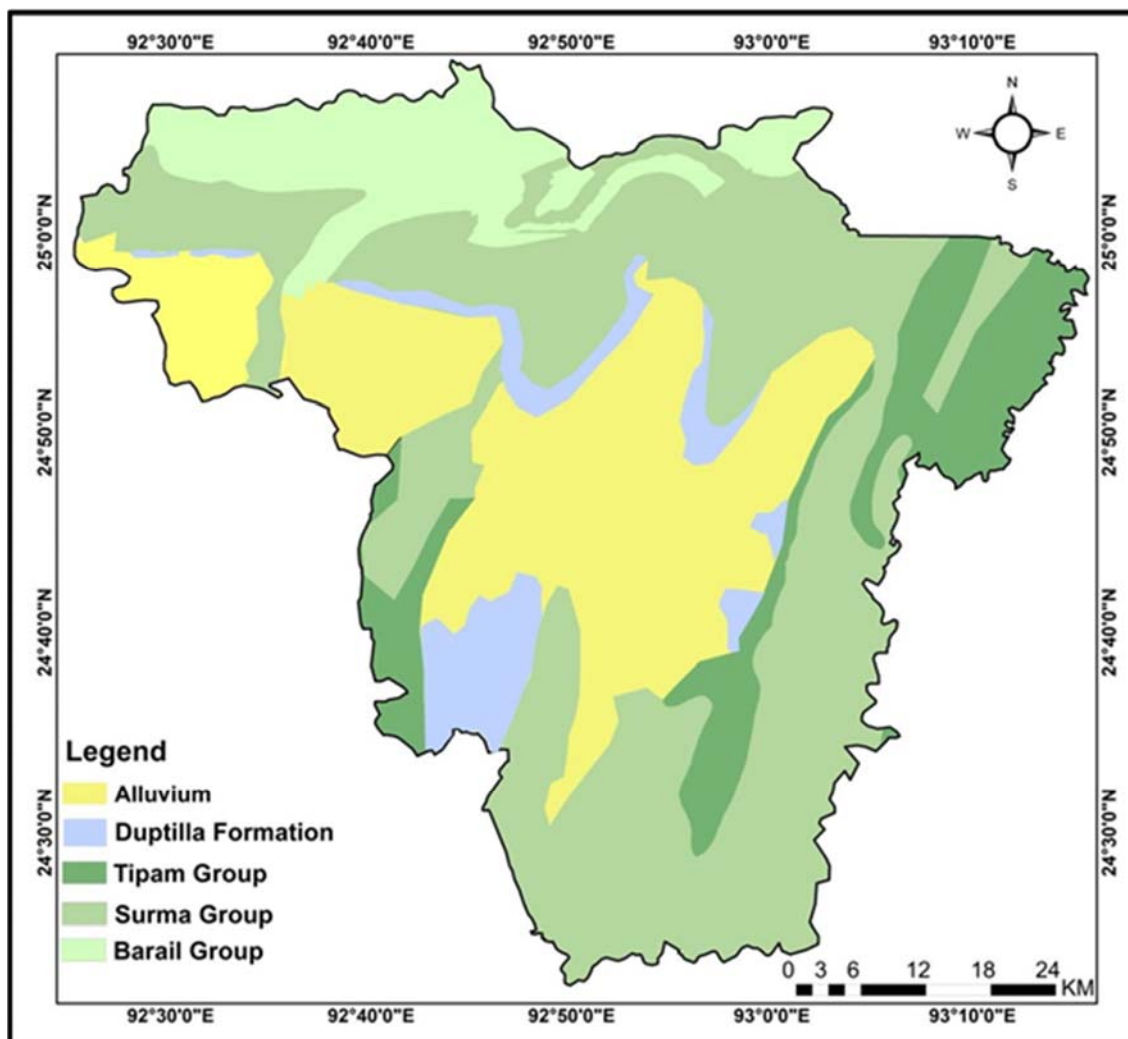 92°30'0"E 92°40'0"E 92°50'0"E 93°0'0"E 93°10'0"E
N
W E
S
25°0'0"N
24°50'0"N
24°40'0"N
24°30'0"N
25°0'0"N
24°50'0"N
24°40'0"N
24°30'0"N
Legend
Alluvium
Duptilla Formation
Tipam Group
Surma Group
Barail Group
0 3 6 12 18 24
KM
92°30'0"E 92°40'0"E 92°50'0"E 93°0'0"E 93°10'0"E